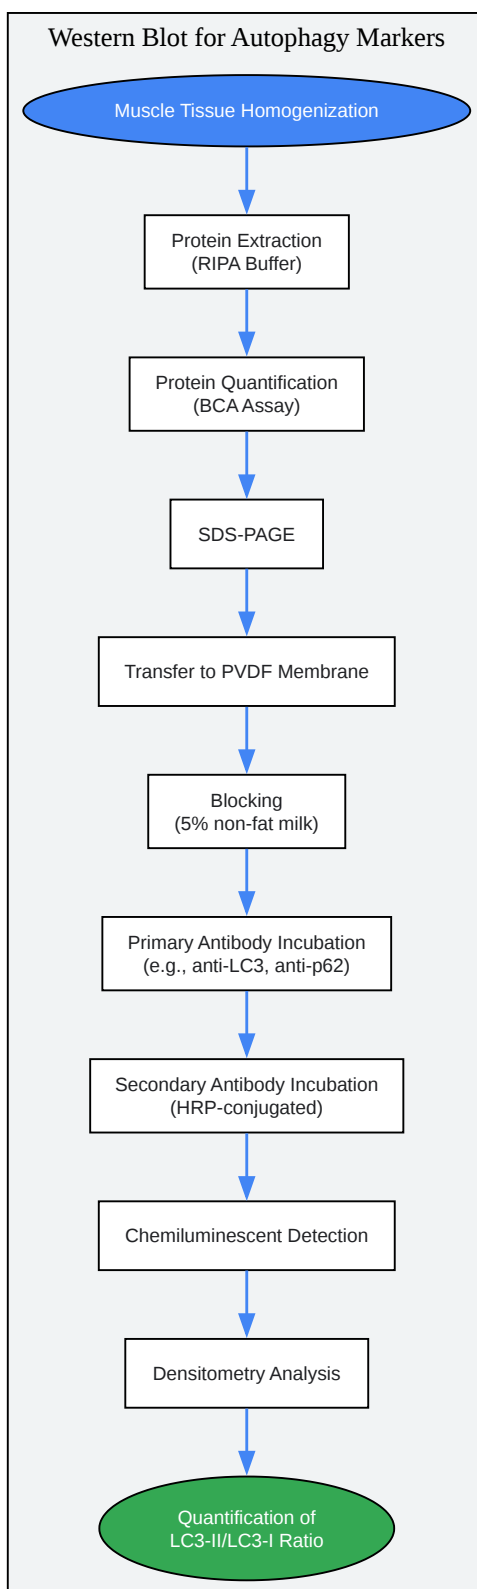 Western Blot for Autophagy Markers
Muscle Tissue Homogenization
Protein Extraction
(RIPA Buffer)
Protein Quantification
(BCA Assay)
SDS-PAGE
Transfer to PVDF Membrane
Blocking
(5% non-fat milk)
Primary Antibody Incubation
(e.g., anti-LC3, anti-p62)
Secondary Antibody Incubation
(HRP-conjugated)
Chemiluminescent Detection
Densitometry Analysis
Quantification of
LC3-II/LC3-I Ratio